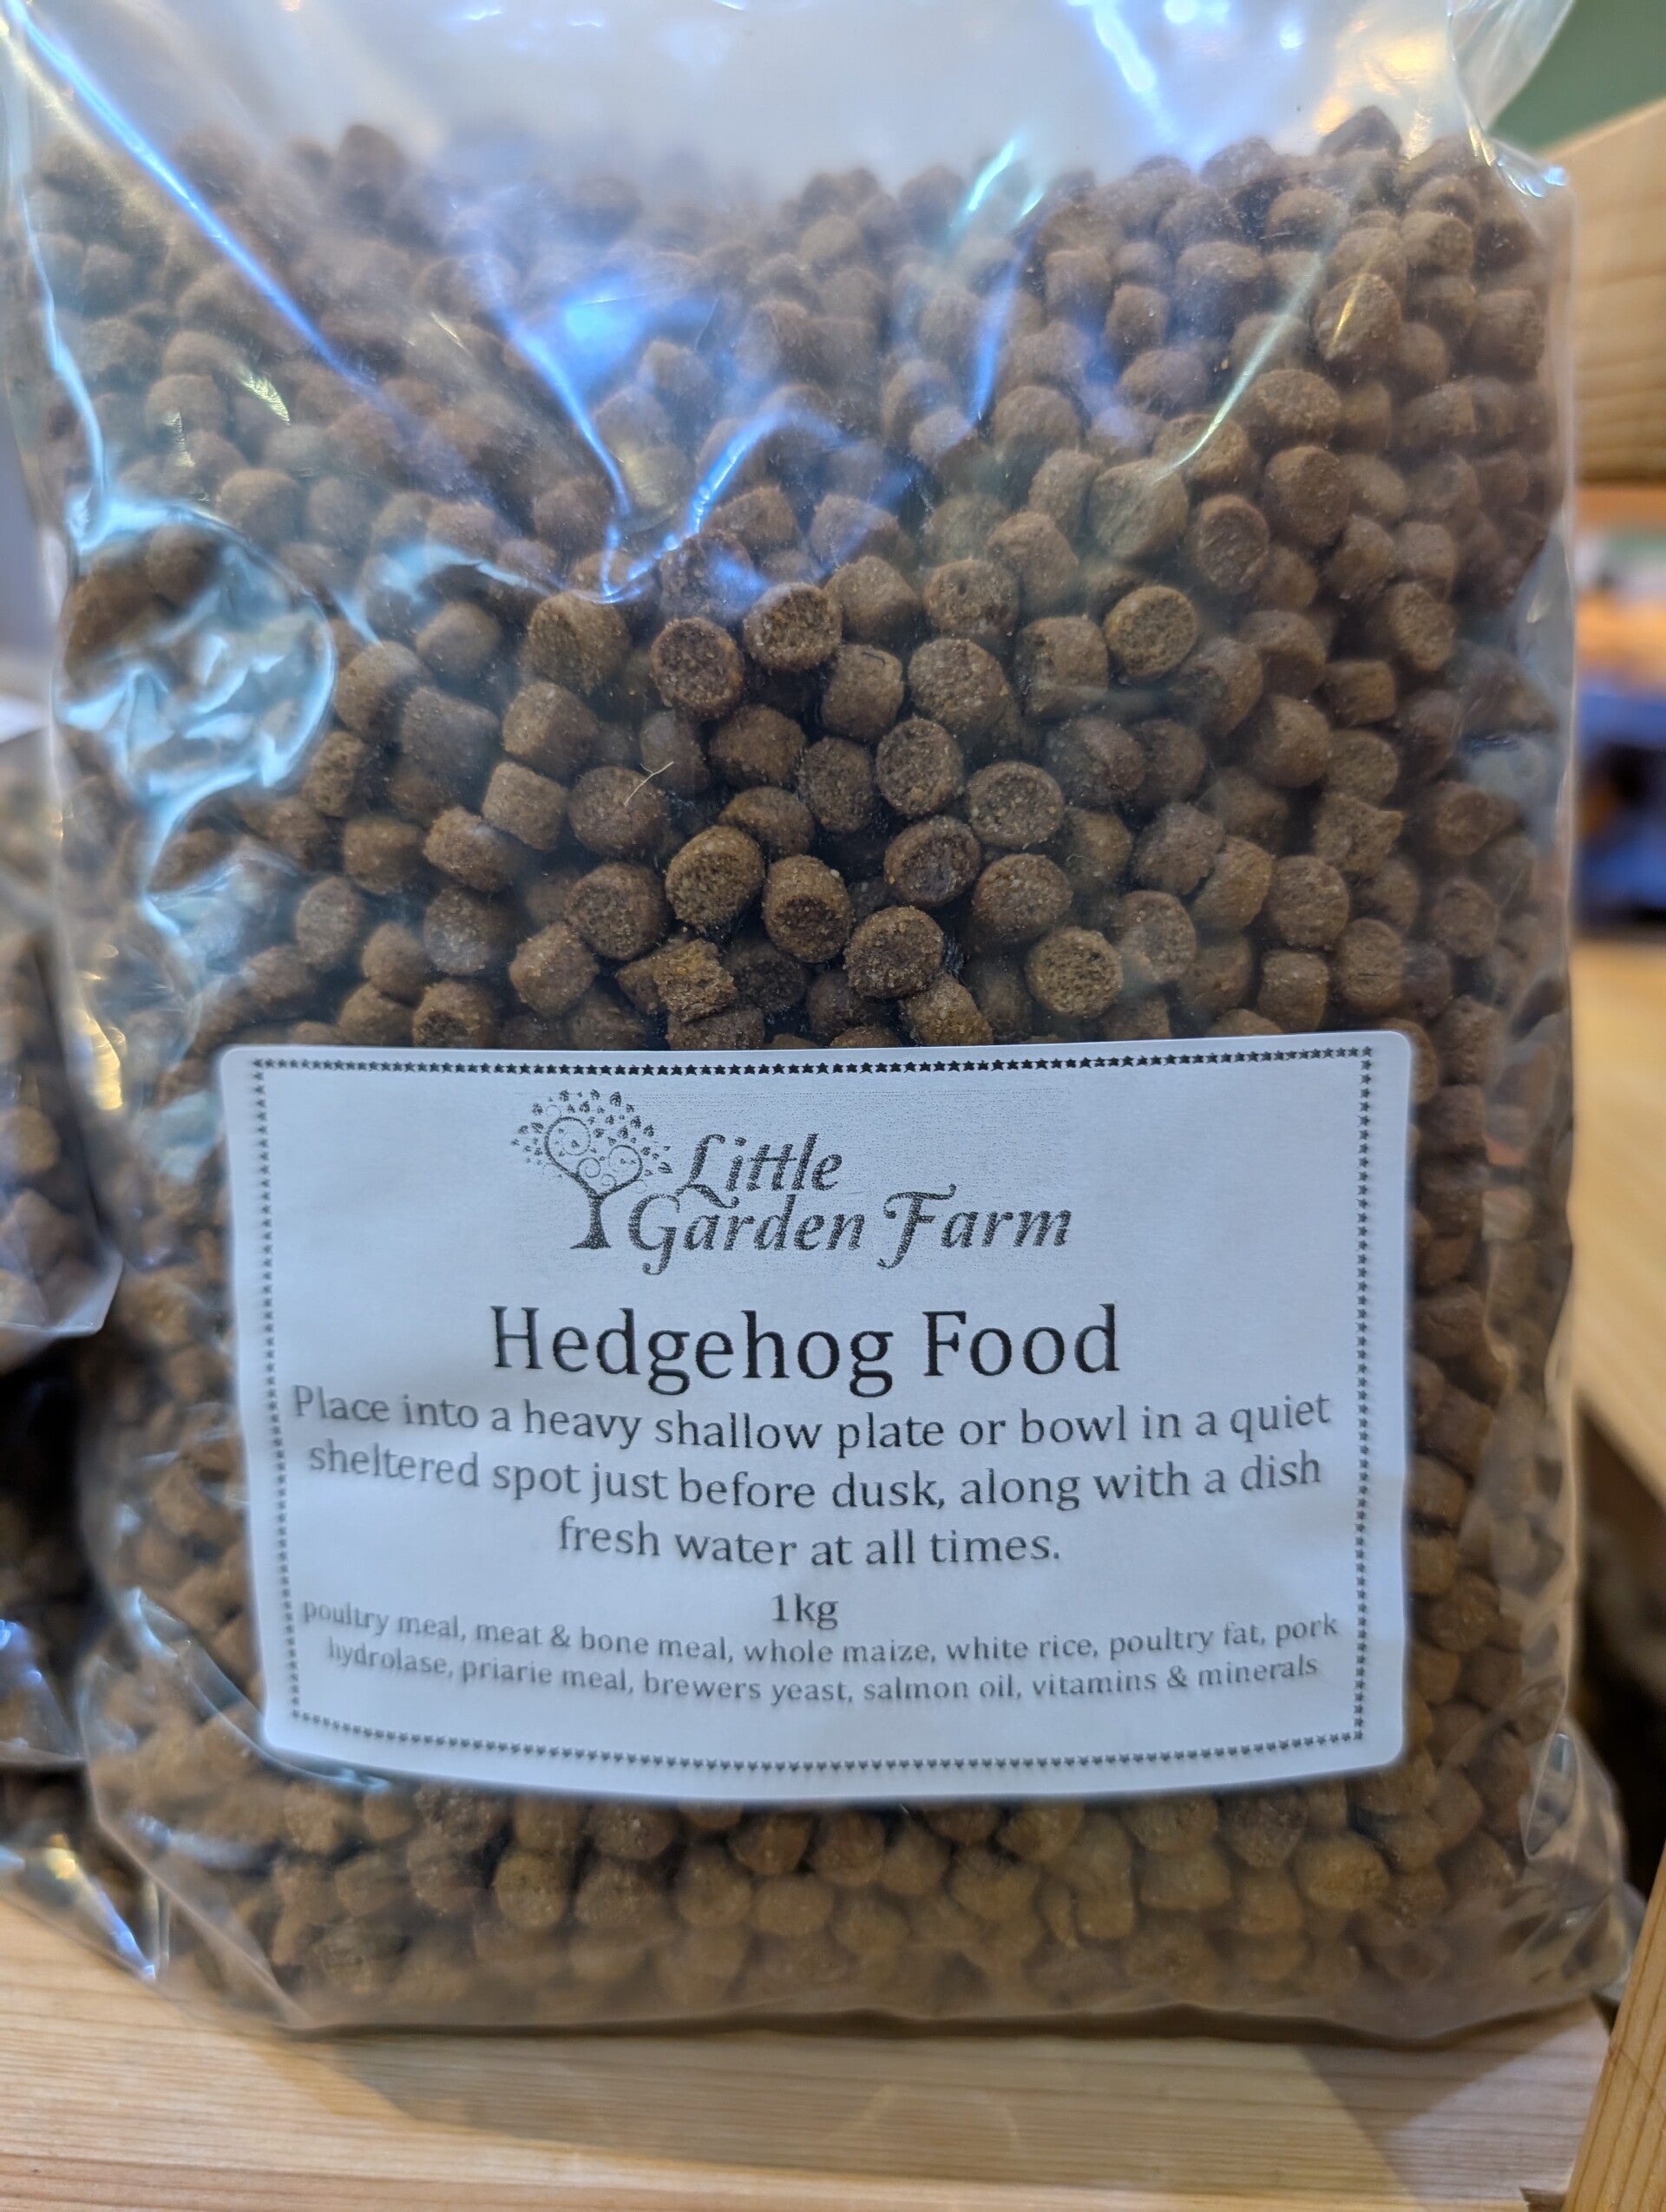 Little
Garden Farm
Hedgehog Food
Place into a heavy shallow plate or bowl in a quiet
sheltered spot just before dusk, along with a dish
fresh water at all times.
1kg
poultry meal, meat & bone meal, whole maize, white rice, poultry fat, pork
hydrolase, priarie meal, brewers yeast, salmon oil, vitamins & minerals